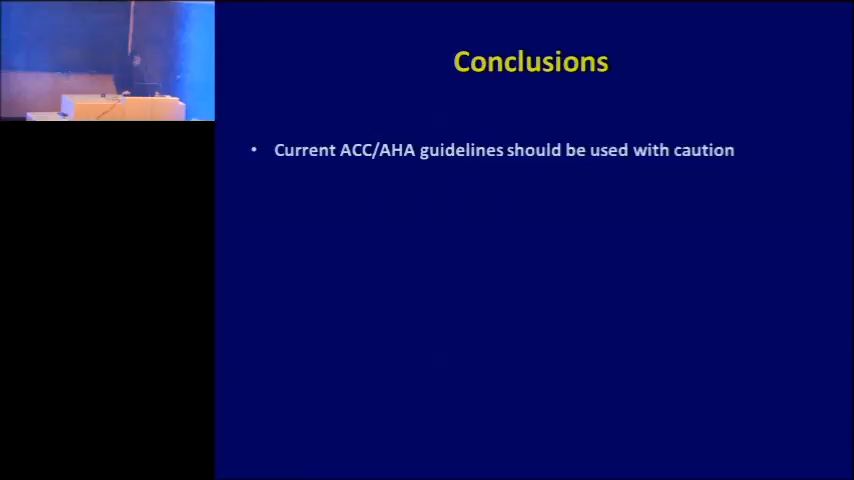 Conclusions
• Current ACC/AHA guidelines should be used with caution